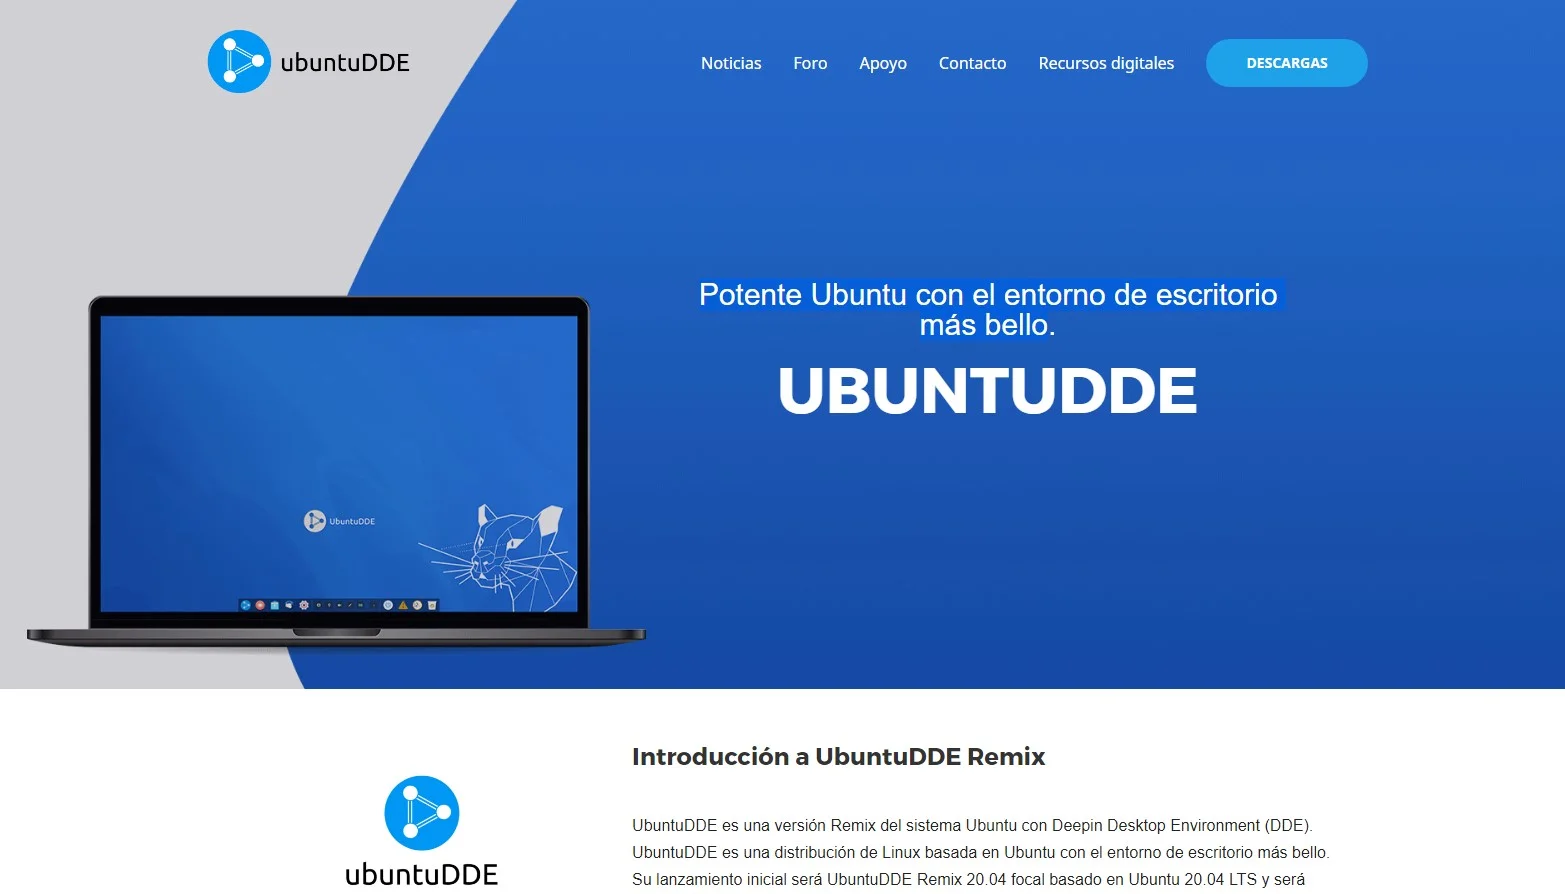 ubuntuDDE
Noticias Foro Apoyo Contacto Recursos digitales DESCARGAS
Potente Ubuntu con el entorno de escritorio
más bello.
UBUNTUDDE
UbuntuDDE
Introducción a UbuntuDDE Remix
UbuntuDDE es una versión Remix del sistema Ubuntu con Deepin Desktop Environment (DDE).
UbuntuDDE es una distribución de Linux basada en Ubuntu con el entorno de escritorio más bello.
Su lanzamiento inicial será UbuntuDDE Remix 20.04 focal basado en Ubuntu 20.04 LTS y será
ubuntuDDE